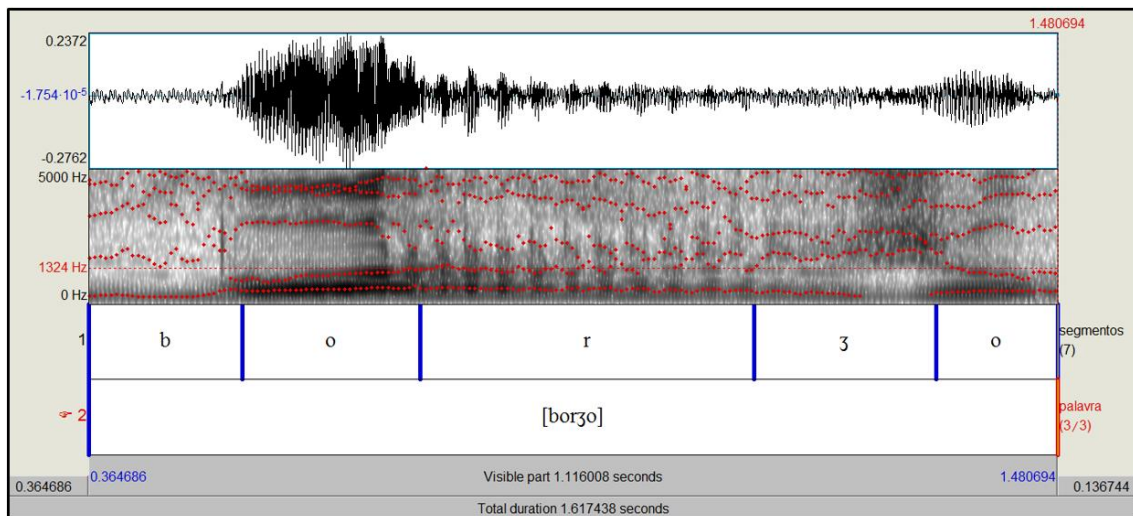 1.480694
0.2372
-1.754·10⁻⁵
-0.2762
5000 Hz
1324 Hz
0 Hz
1 b o r ʒ o segmentos
(7)
☞ 2 [borʒo] palavra
(3/3)
0.364686 Visible part 1.116008 seconds 1.480694
0.364686 0.136744
Total duration 1.617438 seconds